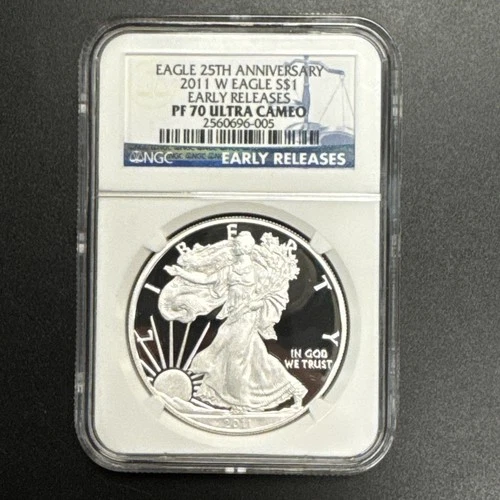 EAGLE 25TH ANNIVERSARY
2011 W EAGLE S$1
EARLY RELEASES
PF 70 ULTRA CAMEO
2560696-005
NGC EARLY RELEASES
LIBERTY
IN GOD
WE TRUST
2011